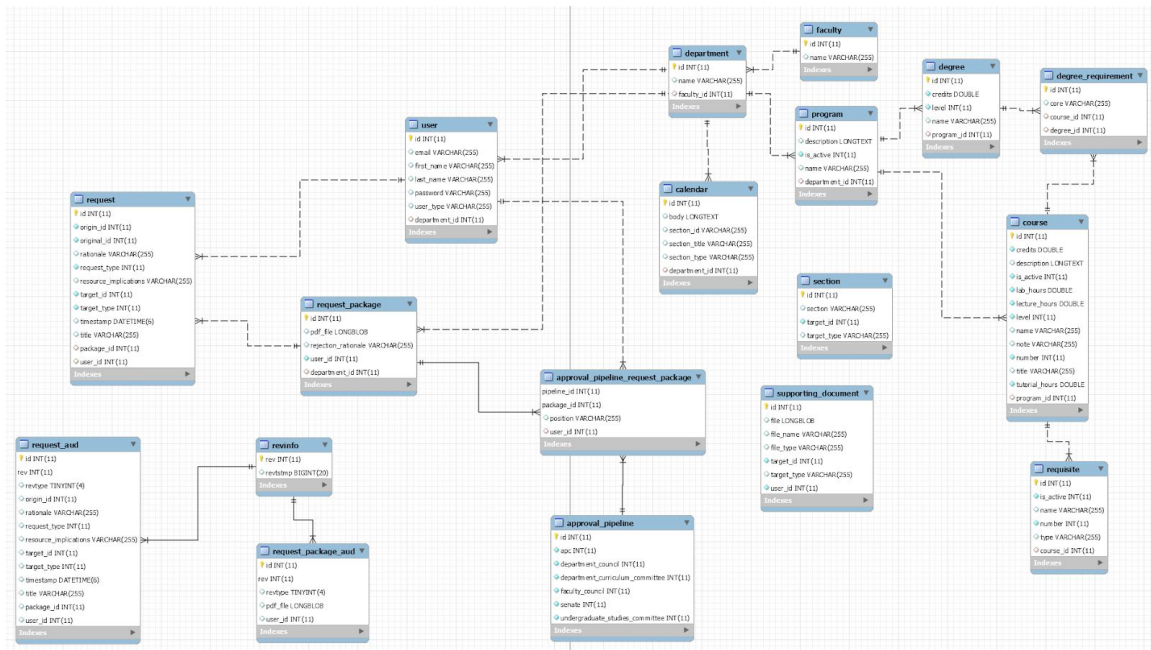 faculty
id INT(11)
name VARCHAR(255)
Indexes
department
id INT(11)
name VARCHAR(255)
faculty_id INT(11)
Indexes
degree
id INT(11)
credits DOUBLE
level INT(11)
name VARCHAR(255)
program_id INT(11)
Indexes
degree_requirement
id INT(11)
core VARCHAR(255)
course_id INT(11)
degree_id INT(11)
Indexes
program
id INT(11)
description LONGTEXT
is_active INT(11)
name VARCHAR(255)
department_id INT(11)
Indexes
user
id INT(11)
email VARCHAR(255)
first_name VARCHAR(255)
last_name VARCHAR(255)
password VARCHAR(255)
user_type VARCHAR(255)
department_id INT(11)
Indexes
calendar
id INT(11)
body LONGTEXT
section_id VARCHAR(255)
section_title VARCHAR(255)
section_type VARCHAR(255)
department_id INT(11)
Indexes
request
id INT(11)
origin_id INT(11)
original_id INT(11)
rationale VARCHAR(255)
request_type INT(11)
resource_implications VARCHAR(255)
target_id INT(11)
target_type INT(11)
timestamp DATETIME(6)
title VARCHAR(255)
package_id INT(11)
user_id INT(11)
Indexes
course
id INT(11)
credits DOUBLE
description LONGTEXT
is_active INT(11)
lab_hours DOUBLE
lecture_hours DOUBLE
level INT(11)
name VARCHAR(255)
note VARCHAR(255)
number INT(11)
title VARCHAR(255)
tutorial_hours DOUBLE
program_id INT(11)
Indexes
section
id INT(11)
section VARCHAR(255)
target_id INT(11)
target_type VARCHAR(255)
Indexes
request_package
id INT(11)
pdf_file LONGBLOB
rejection_rationale VARCHAR(255)
user_id INT(11)
department_id INT(11)
Indexes
approval_pipeline_request_package
pipeline_id INT(11)
package_id INT(11)
position VARCHAR(255)
user_id INT(11)
Indexes
supporting_document
id INT(11)
file LONGBLOB
file_name VARCHAR(255)
file_type VARCHAR(255)
target_id INT(11)
target_type VARCHAR(255)
user_id INT(11)
Indexes
request_aud
id INT(11)
rev INT(11)
revtype TINYINT(4)
origin_id INT(11)
rationale VARCHAR(255)
request_type INT(11)
resource_implications VARCHAR(255)
target_id INT(11)
target_type INT(11)
timestamp DATETIME(6)
title VARCHAR(255)
package_id INT(11)
user_id INT(11)
Indexes
revinfo
rev INT(11)
revtstmp BIGINT(20)
Indexes
requisite
id INT(11)
is_active INT(11)
name VARCHAR(255)
number INT(11)
type VARCHAR(255)
course_id INT(11)
Indexes
request_package_aud
id INT(11)
rev INT(11)
revtype TINYINT(4)
pdf_file LONGBLOB
user_id INT(11)
Indexes
approval_pipeline
id INT(11)
apc INT(11)
department_council INT(11)
department_curriculum_committee INT(11)
faculty_council INT(11)
senate INT(11)
undergraduate_studies_committee INT(11)
Indexes